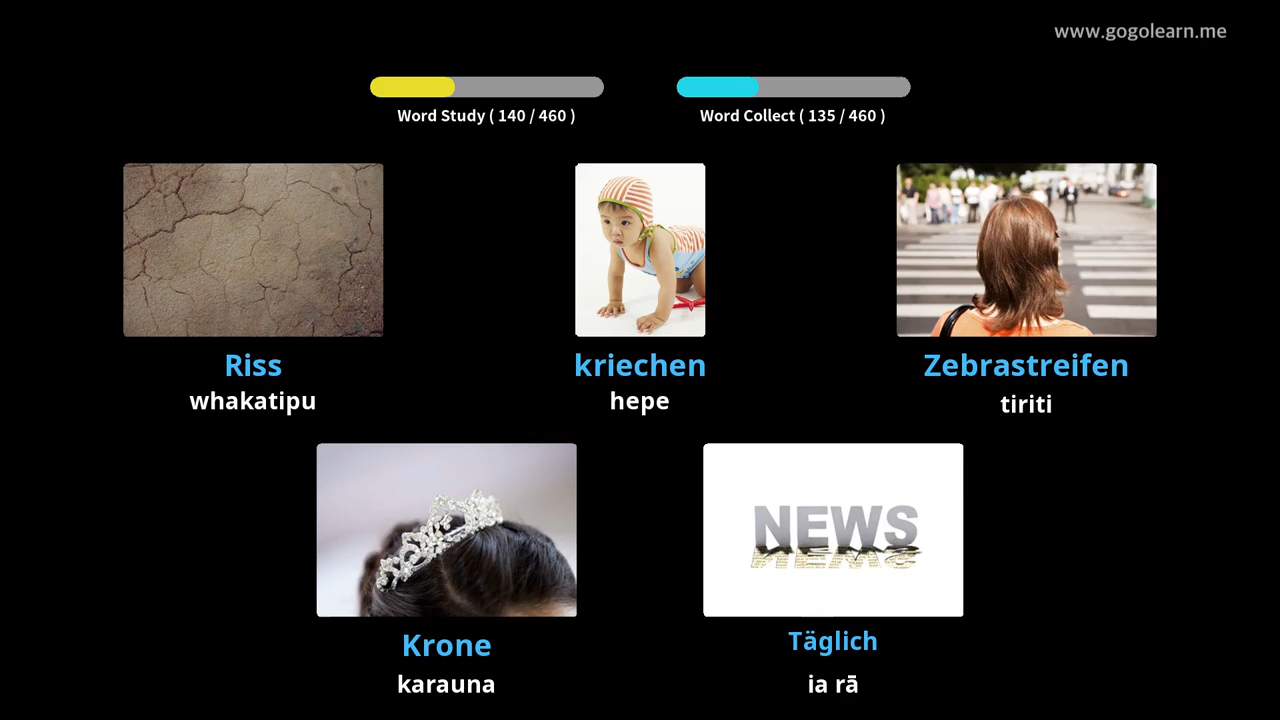 www.gogolearn.me
Word Study ( 140 / 460 )
Word Collect ( 135 / 460 )
Riss
whakatipu
kriechen
hepe
Zebrastreifen
tiriti
NEWS
Krone
karauna
Täglich
ia rā